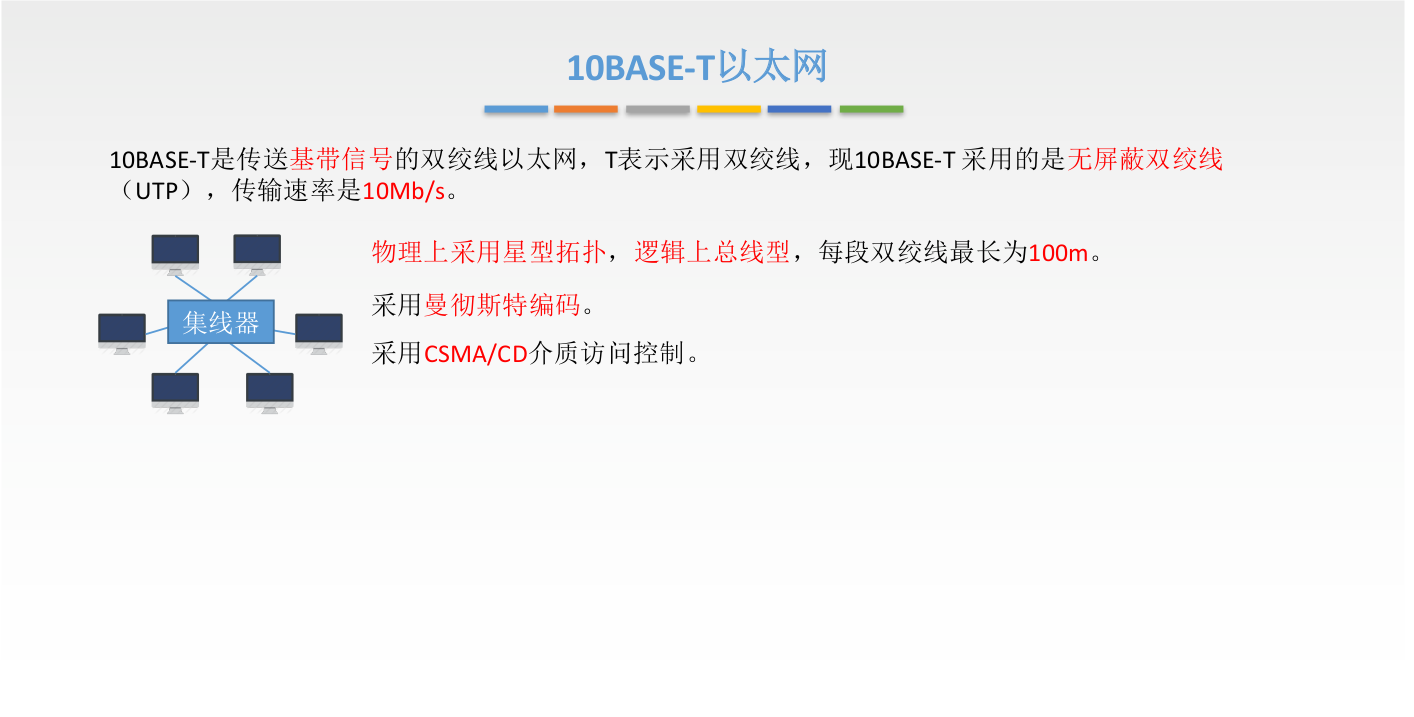 10BASE-T以太网
10BASE-T是传送基带信号的双绞线以太网，T表示采用双绞线，现10BASE-T 采用的是无屏蔽双绞线
（UTP），传输速率是10Mb/s。
物理上采用星型拓扑，逻辑上总线型，每段双绞线最长为100m。
采用曼彻斯特编码。
集线器
采用CSMA/CD介质访问控制。